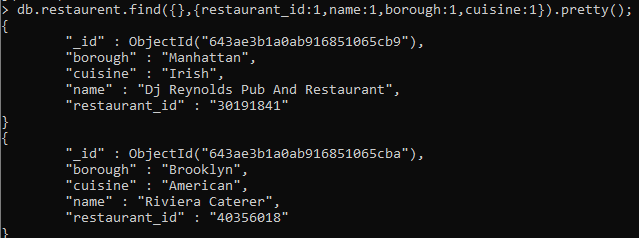 > db.restaurent.find({},{restaurant_id:1,name:1,borough:1,cuisine:1}).pretty();
{
        "_id" : ObjectId("643ae3b1a0ab916851065cb9"),
        "borough" : "Manhattan",
        "cuisine" : "Irish",
        "name" : "Dj Reynolds Pub And Restaurant",
        "restaurant_id" : "30191841"
}
{
        "_id" : ObjectId("643ae3b1a0ab916851065cba"),
        "borough" : "Brooklyn",
        "cuisine" : "American",
        "name" : "Riviera Caterer",
        "restaurant_id" : "40356018"
}